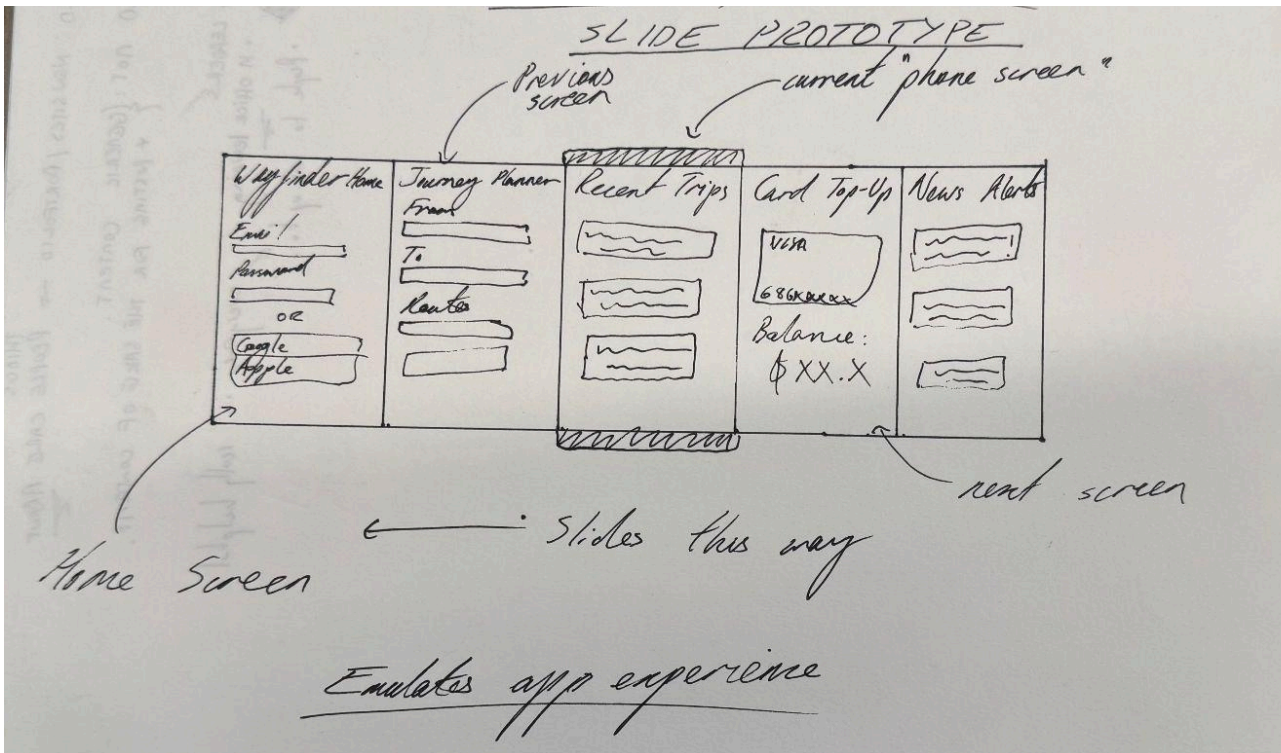 SLIDE PROTOTYPE
Previous
screen
current "phone screen"
Wayfinder Home
Email
Password
OR
Google
Apple
Journey Planner
From
To
Routes
Recent Trips
Card Top-Up
VISA
686XXXXX
Balance:
$XX.X
News Alerts
next screen
Slides this way
Home Screen
Emulates app experience